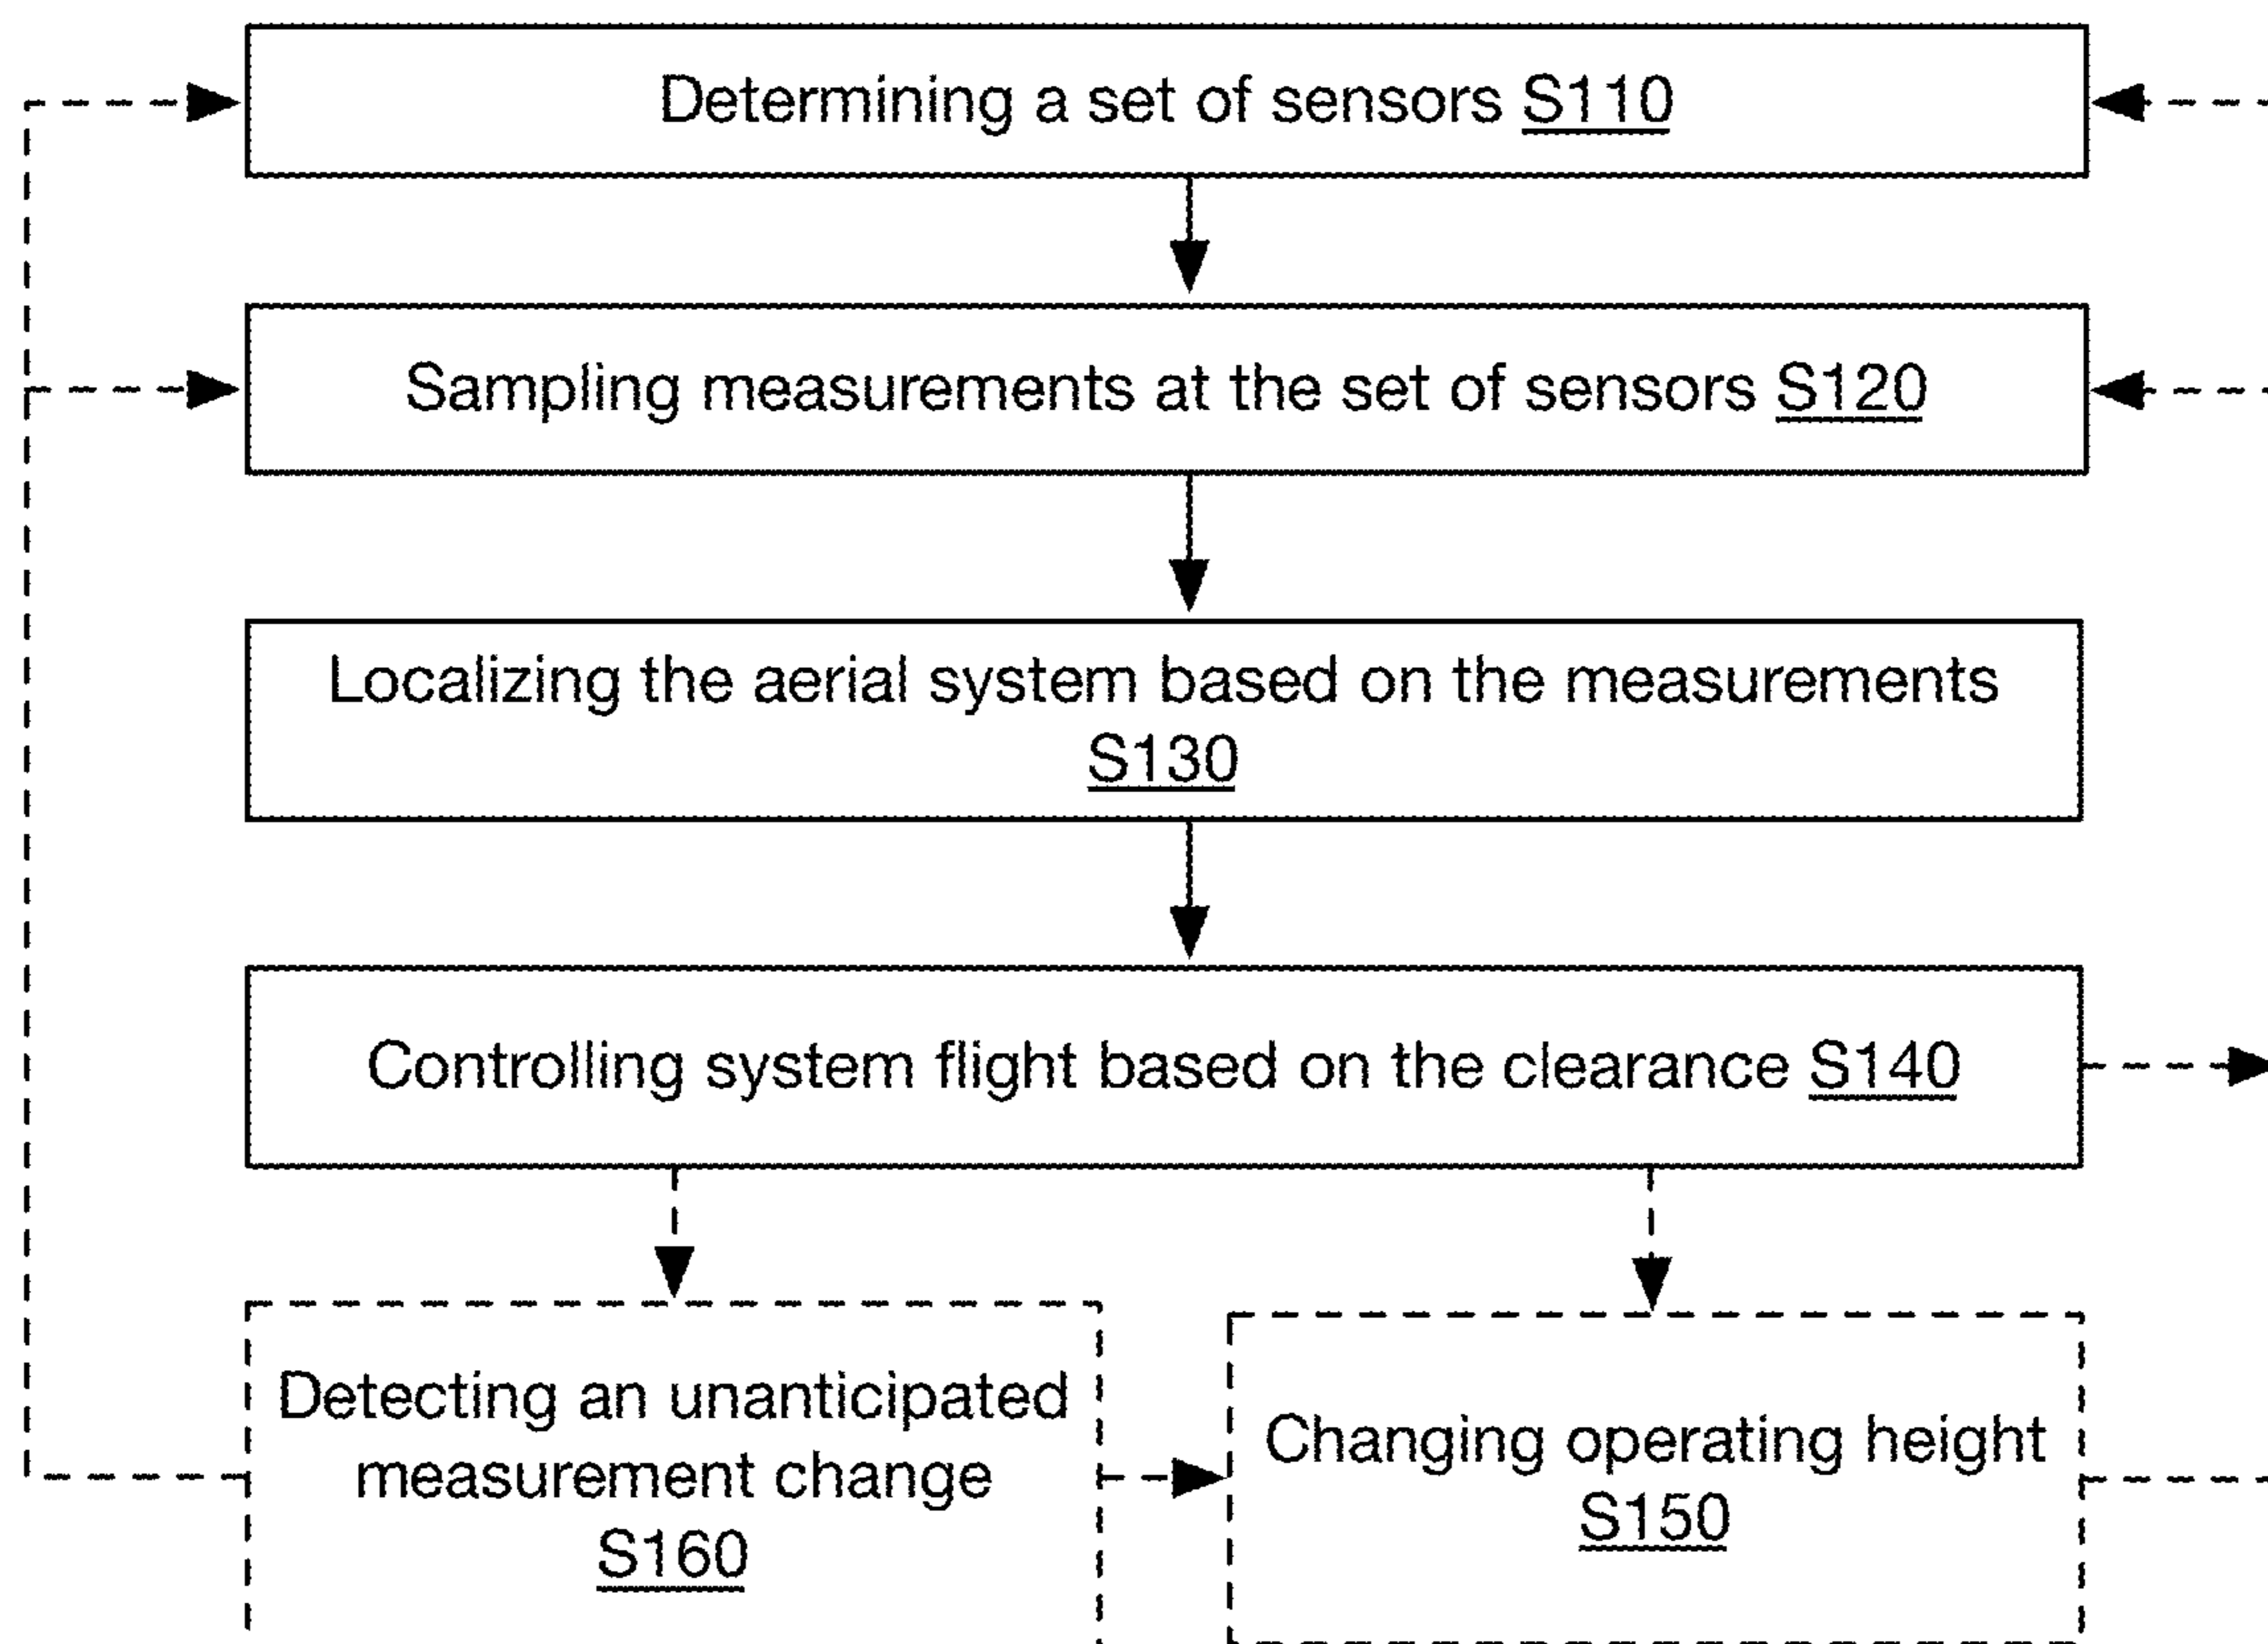 Determining a set of sensors S110
Sampling measurements at the set of sensors S120
Localizing the aerial system based on the measurements
S130
Controlling system flight based on the clearance S140
Detecting an unanticipated
measurement change
S160
Changing operating height
S150